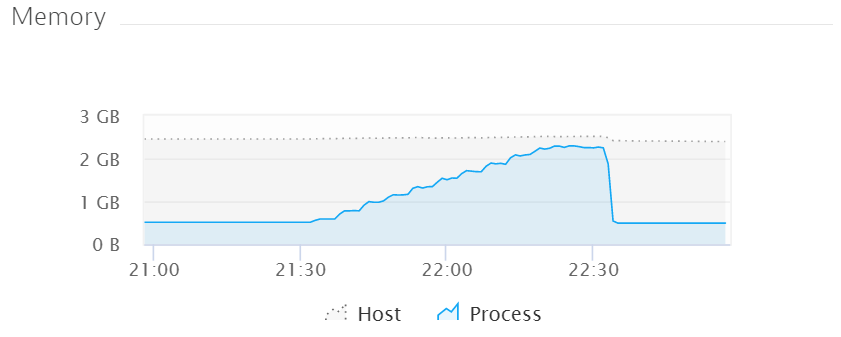 Memory
3 GB
2 GB
1 GB
0 B
21:00 21:30 22:00 22:30
Host Process